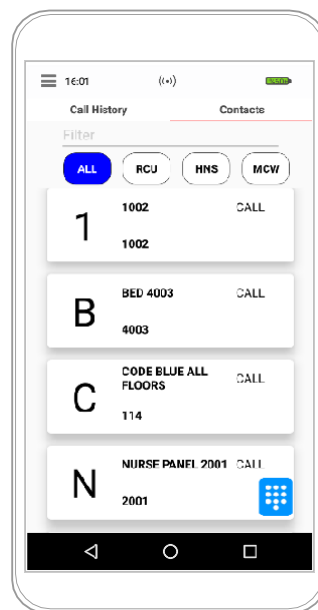 16:01
Call History Contacts
Filter
ALL RCU HNS MCW
1 1002 CALL
1002
B BED 4003 CALL
4003
C CODE BLUE ALL FLOORS CALL
114
N NURSE PANEL 2001 CALL
2001